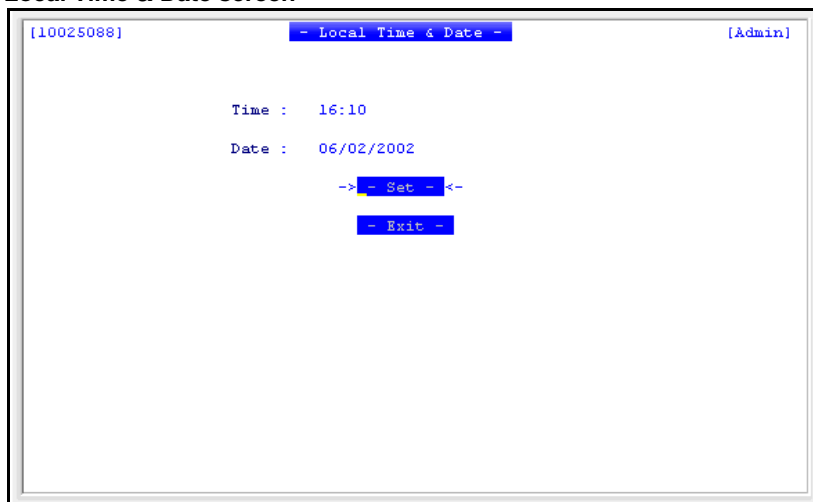 Local Time & Date screen
[10025088] - Local Time & Date - [Admin]
Time : 16:10
Date : 06/02/2002
->- Set - <-
- Exit -